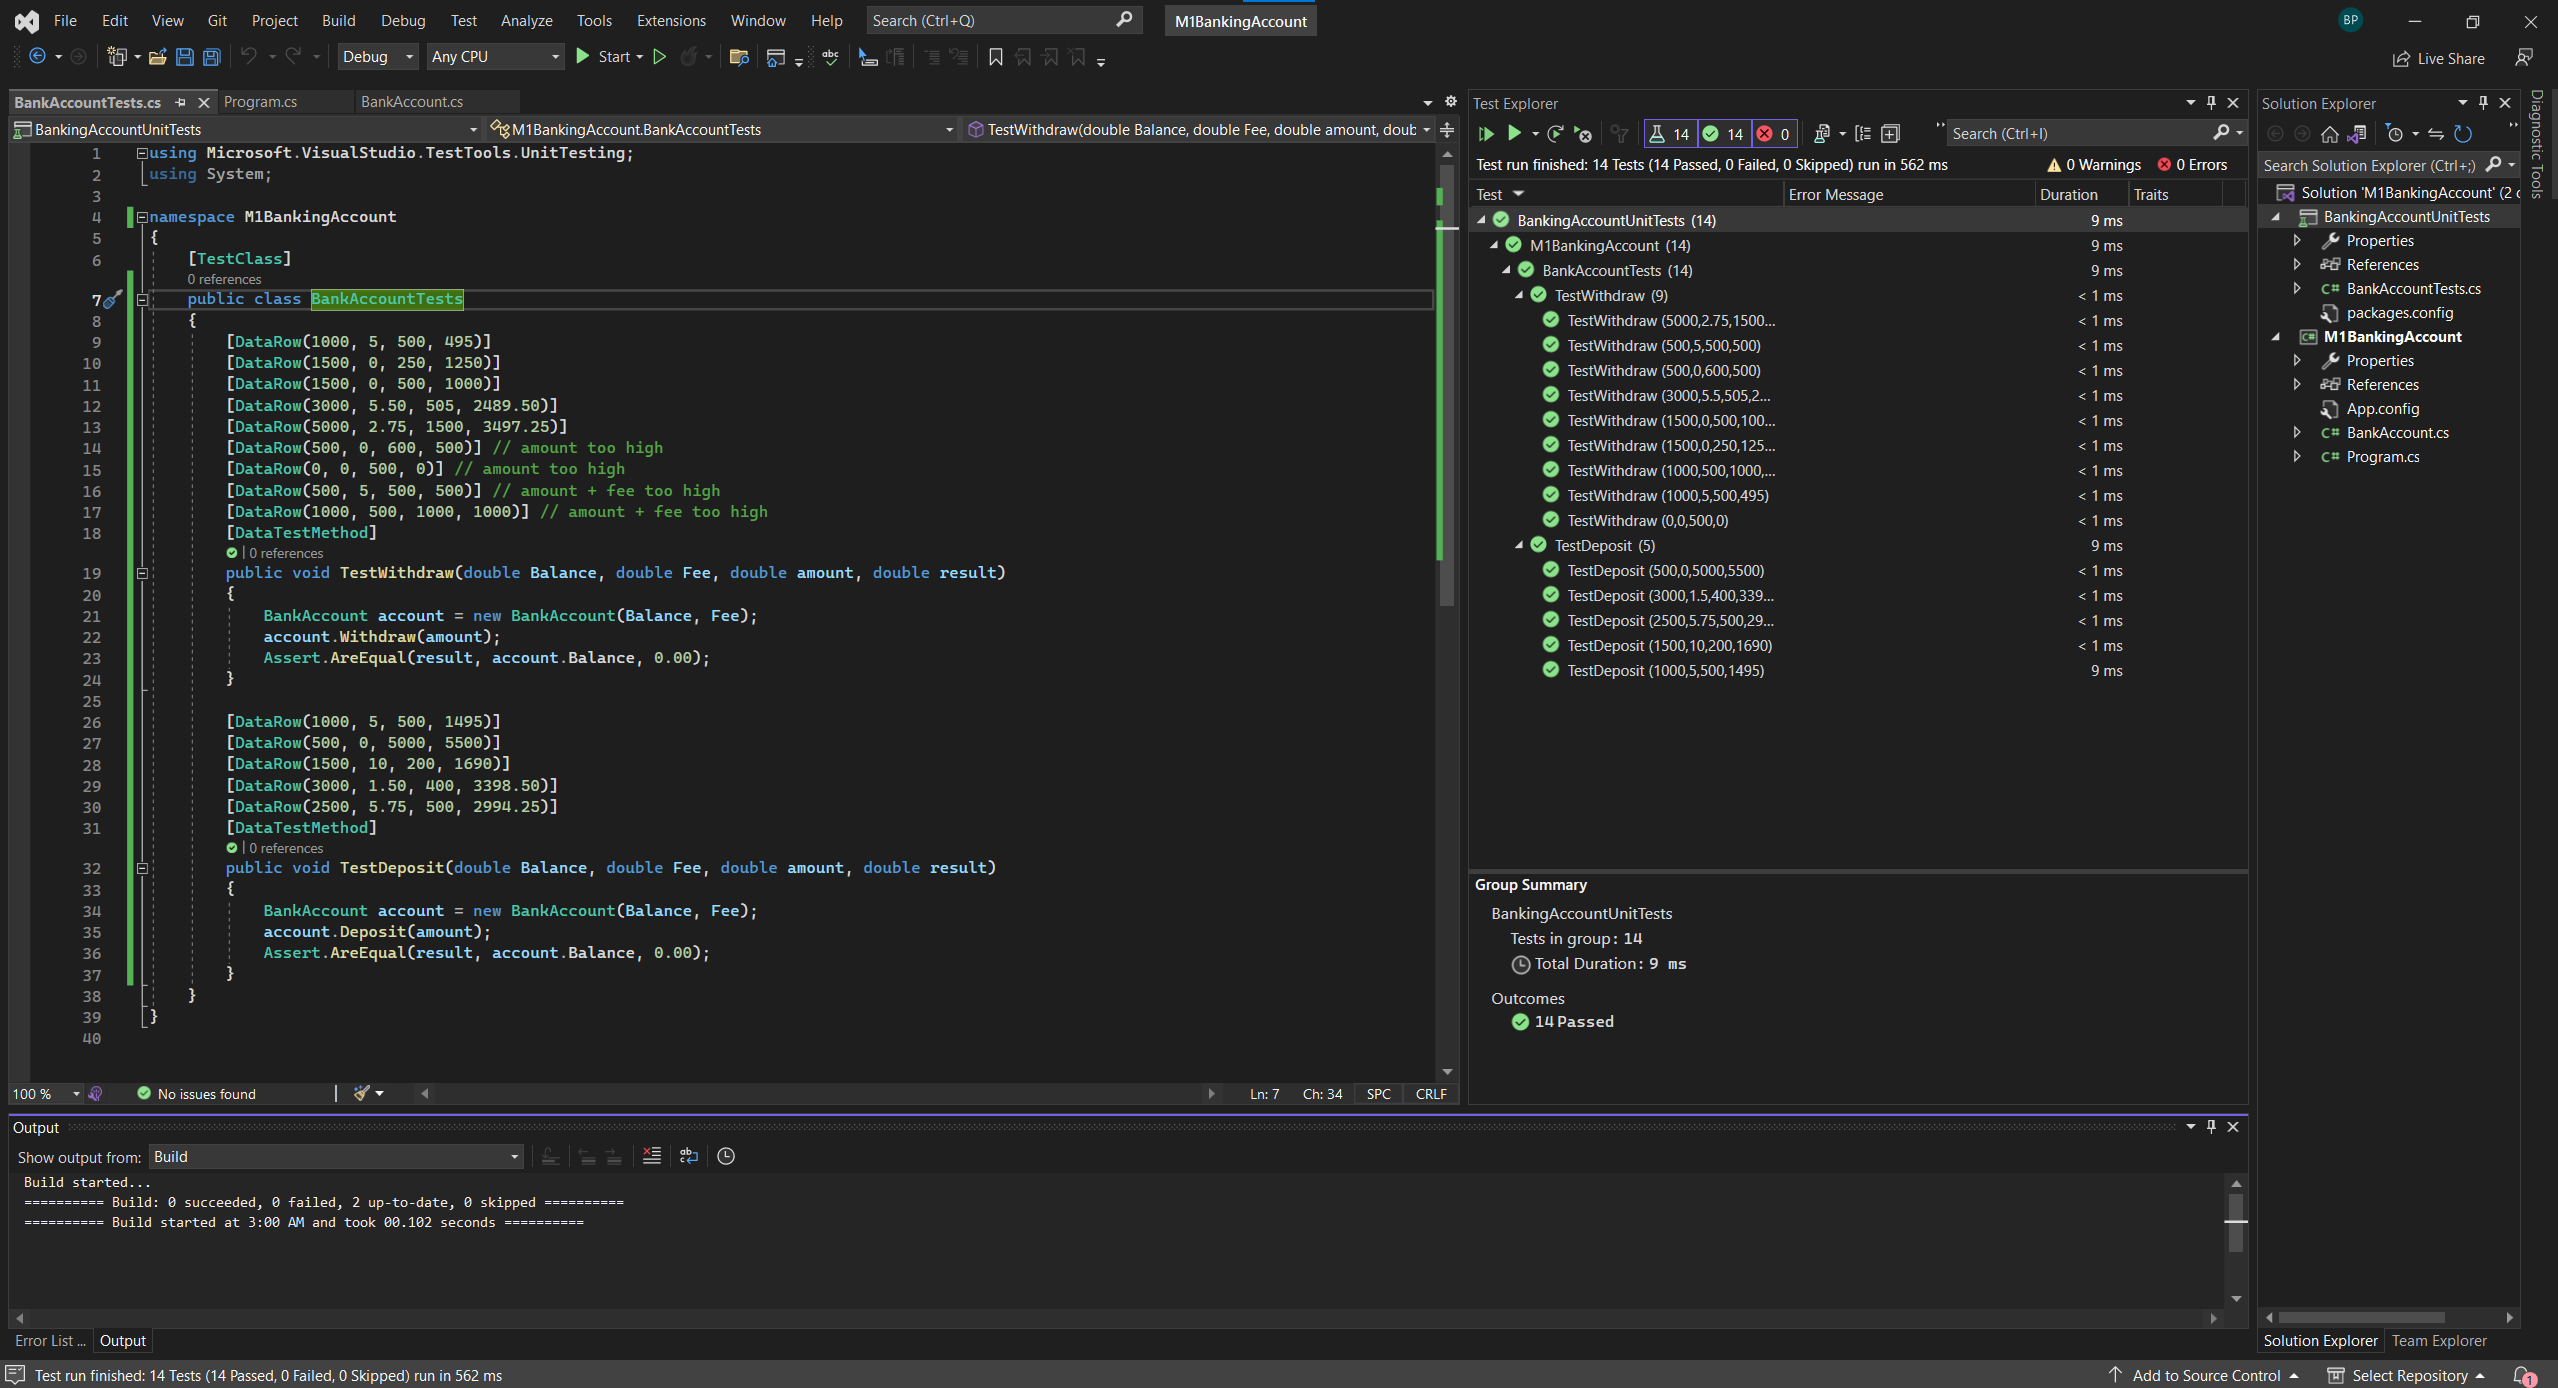 File Edit View Git Project Build Debug Test Analyze Tools Extensions Window Help Search (Ctrl+Q) M1BankingAccount BP
Debug Any CPU Start Live Share
BankAccountTests.cs Program.cs BankAccount.cs
BankingAccountUnitTests M1BankingAccount.BankAccountTests TestWithdraw(double Balance, double Fee, double amount, doub
1 using Microsoft.VisualStudio.TestTools.UnitTesting;
2 using System;
3
4 namespace M1BankingAccount
5 {
6 [TestClass]
0 references
7 public class BankAccountTests
8 {
9 [DataRow(1000, 5, 500, 495)]
10 [DataRow(1500, 0, 250, 1250)]
11 [DataRow(1500, 0, 500, 1000)]
12 [DataRow(3000, 5.50, 505, 2489.50)]
13 [DataRow(5000, 2.75, 1500, 3497.25)]
14 [DataRow(500, 0, 600, 500)] // amount too high
15 [DataRow(0, 0, 500, 0)] // amount too high
16 [DataRow(500, 5, 500, 500)] // amount + fee too high
17 [DataRow(1000, 500, 1000, 1000)] // amount + fee too high
18 [DataTestMethod]
| 0 references
19 public void TestWithdraw(double Balance, double Fee, double amount, double result)
20 {
21 BankAccount account = new BankAccount(Balance, Fee);
22 account.Withdraw(amount);
23 Assert.AreEqual(result, account.Balance, 0.00);
24 }
25
26 [DataRow(1000, 5, 500, 1495)]
27 [DataRow(500, 0, 5000, 5500)]
28 [DataRow(1500, 10, 200, 1690)]
29 [DataRow(3000, 1.50, 400, 3398.50)]
30 [DataRow(2500, 5.75, 500, 2994.25)]
31 [DataTestMethod]
| 0 references
32 public void TestDeposit(double Balance, double Fee, double amount, double result)
33 {
34 BankAccount account = new BankAccount(Balance, Fee);
35 account.Deposit(amount);
36 Assert.AreEqual(result, account.Balance, 0.00);
37 }
38 }
39 }
40
100 % No issues found Ln: 7 Ch: 34 SPC CRLF
Test Explorer
14 14 0 Search (Ctrl+I)
Test run finished: 14 Tests (14 Passed, 0 Failed, 0 Skipped) run in 562 ms 0 Warnings 0 Errors
Test Error Message Duration Traits
BankingAccountUnitTests (14) 9 ms
M1BankingAccount (14) 9 ms
BankAccountTests (14) 9 ms
TestWithdraw (9) < 1 ms
TestWithdraw (5000,2.75,1500... < 1 ms
TestWithdraw (500,5,500,500) < 1 ms
TestWithdraw (500,0,600,500) < 1 ms
TestWithdraw (3000,5.5,505,2... < 1 ms
TestWithdraw (1500,0,500,100... < 1 ms
TestWithdraw (1500,0,250,125... < 1 ms
TestWithdraw (1000,500,1000,... < 1 ms
TestWithdraw (1000,5,500,495) < 1 ms
TestWithdraw (0,0,500,0) < 1 ms
TestDeposit (5) 9 ms
TestDeposit (500,0,5000,5500) < 1 ms
TestDeposit (3000,1.5,400,339... < 1 ms
TestDeposit (2500,5.75,500,29... < 1 ms
TestDeposit (1500,10,200,1690) < 1 ms
TestDeposit (1000,5,500,1495) 9 ms
Group Summary
BankingAccountUnitTests
Tests in group: 14
Total Duration: 9 ms
Outcomes
14 Passed
Solution Explorer
Search Solution Explorer (Ctrl+;)
Solution 'M1BankingAccount' (2 o
BankingAccountUnitTests
Properties
References
C# BankAccountTests.cs
packages.config
C# M1BankingAccount
Properties
References
App.config
C# BankAccount.cs
C# Program.cs
Diagnostic Tools
Output
Show output from: Build
Build started...
========== Build: 0 succeeded, 0 failed, 2 up-to-date, 0 skipped ==========
========== Build started at 3:00 AM and took 00.102 seconds ==========
Error List ... Output
Solution Explorer Team Explorer
Test run finished: 14 Tests (14 Passed, 0 Failed, 0 Skipped) run in 562 ms Add to Source Control Select Repository 1